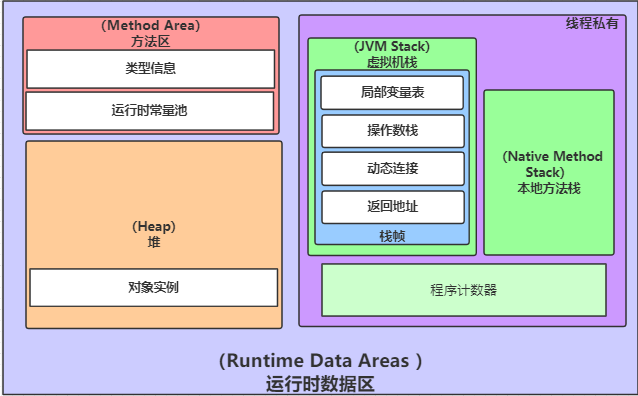 （Method Area）
方法区
类型信息
运行时常量池
（Heap）
堆
对象实例
线程私有
（JVM Stack）
虚拟机栈
局部变量表
操作数栈
动态连接
返回地址
栈帧
（Native Method
Stack）
本地方法栈
程序计数器
（Runtime Data Areas ）
运行时数据区